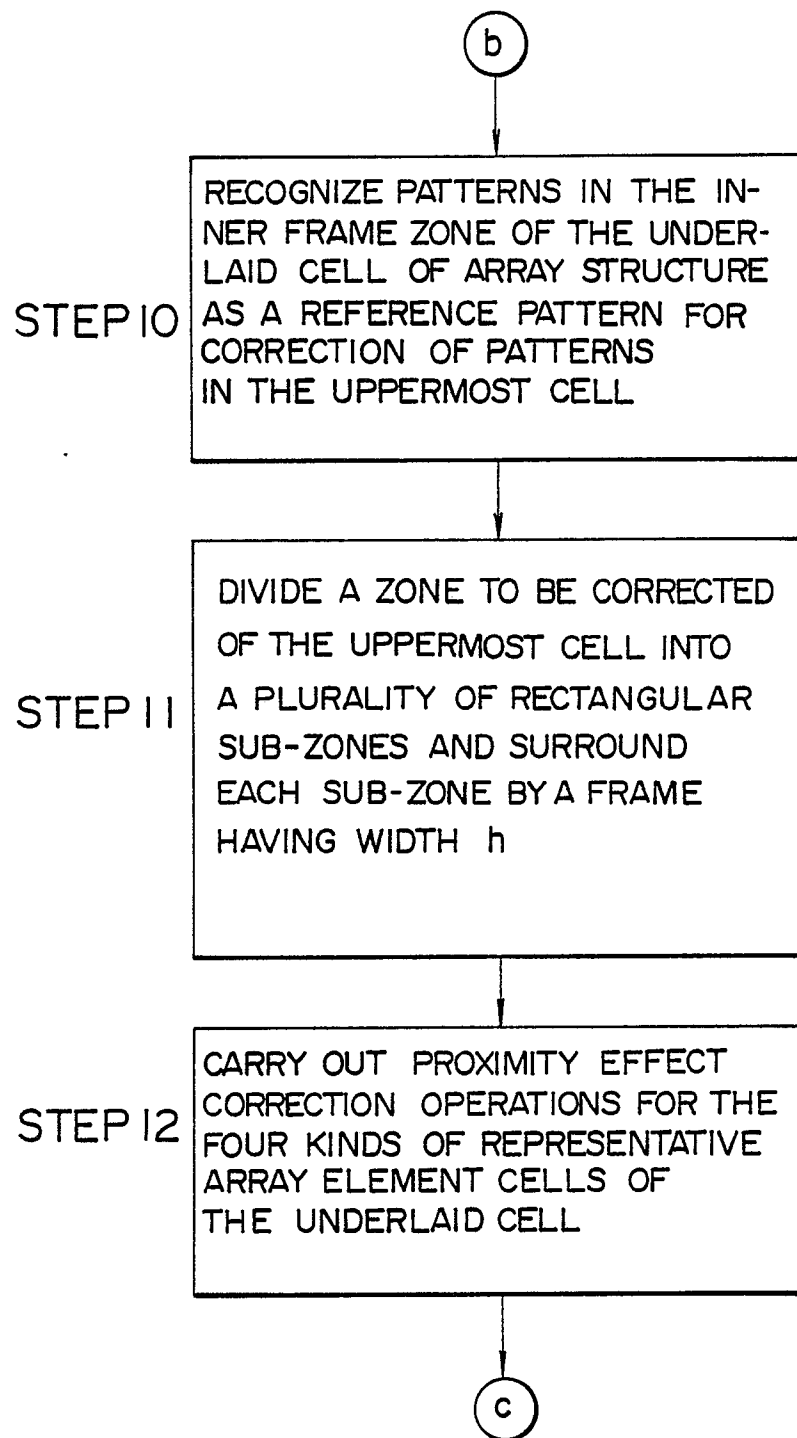 b
RECOGNIZE PATTERNS IN THE IN-
NER FRAME ZONE OF THE UNDER-
LAID CELL OF ARRAY STRUCTURE
STEP 10
AS A REFERENCE PATTERN FOR
CORRECTION OF PATTERNS
IN THE UPPERMOST CELL
DIVIDE A ZONE TO BE CORRECTED
OF THE UPPERMOST CELL INTO
STEP 11
A PLURALITY OF RECTANGULAR
SUB-ZONES AND SURROUND
EACH SUB-ZONE BY A FRAME
HAVING WIDTH h
CARRY OUT PROXIMITY EFFECT
CORRECTION OPERATIONS FOR THE
STEP 12
FOUR KINDS OF REPRESENTATIVE
ARRAY ELEMENT CELLS OF
THE UNDERLAID CELL
c